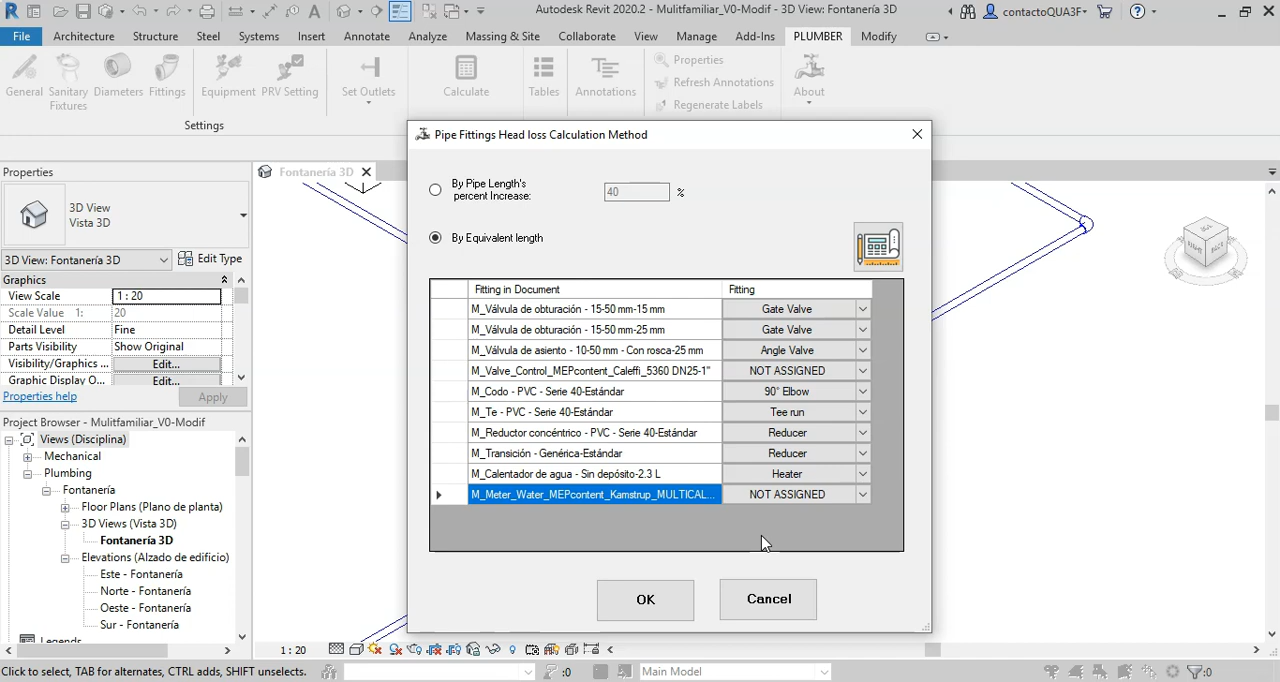 Autodesk Revit 2020.2 - Mulitfamiliar_V0-Modif - 3D View: Fontanería 3D
contactoQUA3F
File Architecture Structure Steel Systems Insert Annotate Analyze Massing & Site Collaborate View Manage Add-Ins PLUMBER Modify
General
Sanitary
Fixtures
Diameters
Fittings
Equipment
PRV Setting
Set Outlets
Calculate
Tables
Annotations
Properties
Refresh Annotations
Regenerate Labels
About
Settings
Properties
3D View
Vista 3D
3D View: Fontanería 3D
Edit Type
Graphics
View Scale 1 : 20
Scale Value 1: 20
Detail Level Fine
Parts Visibility Show Original
Visibility/Graphics ... Edit...
Graphic Display O... Edit...
Properties help
Apply
Project Browser - Mulitfamiliar_V0-Modif
Views (Disciplina)
Mechanical
Plumbing
Fontanería
Floor Plans (Plano de planta)
3D Views (Vista 3D)
Fontanería 3D
Elevations (Alzado de edificio)
Este - Fontanería
Norte - Fontanería
Oeste - Fontanería
Sur - Fontanería
Legends
Fontanería 3D
Pipe Fittings Head loss Calculation Method
By Pipe Length's
percent Increase:
40 %
By Equivalent length
Fitting in Document Fitting
M_Válvula de obturación - 15-50 mm-15 mm Gate Valve
M_Válvula de obturación - 15-50 mm-25 mm Gate Valve
M_Válvula de asiento - 10-50 mm - Con rosca-25 mm Angle Valve
M_Valve_Control_MEPcontent_Caleffi_5360 DN25-1" NOT ASSIGNED
M_Codo - PVC - Serie 40-Estándar 90° Elbow
M_Te - PVC - Serie 40-Estándar Tee run
M_Reductor concéntrico - PVC - Serie 40-Estándar Reducer
M_Transición - Genérica-Estándar Reducer
M_Calentador de agua - Sin depósito-2.3 L Heater
M_Meter_Water_MEPcontent_Kamstrup_MULTICAL... NOT ASSIGNED
OK
Cancel
1 : 20
Click to select, TAB for alternates, CTRL adds, SHIFT unselects.
:0
Main Model
:0